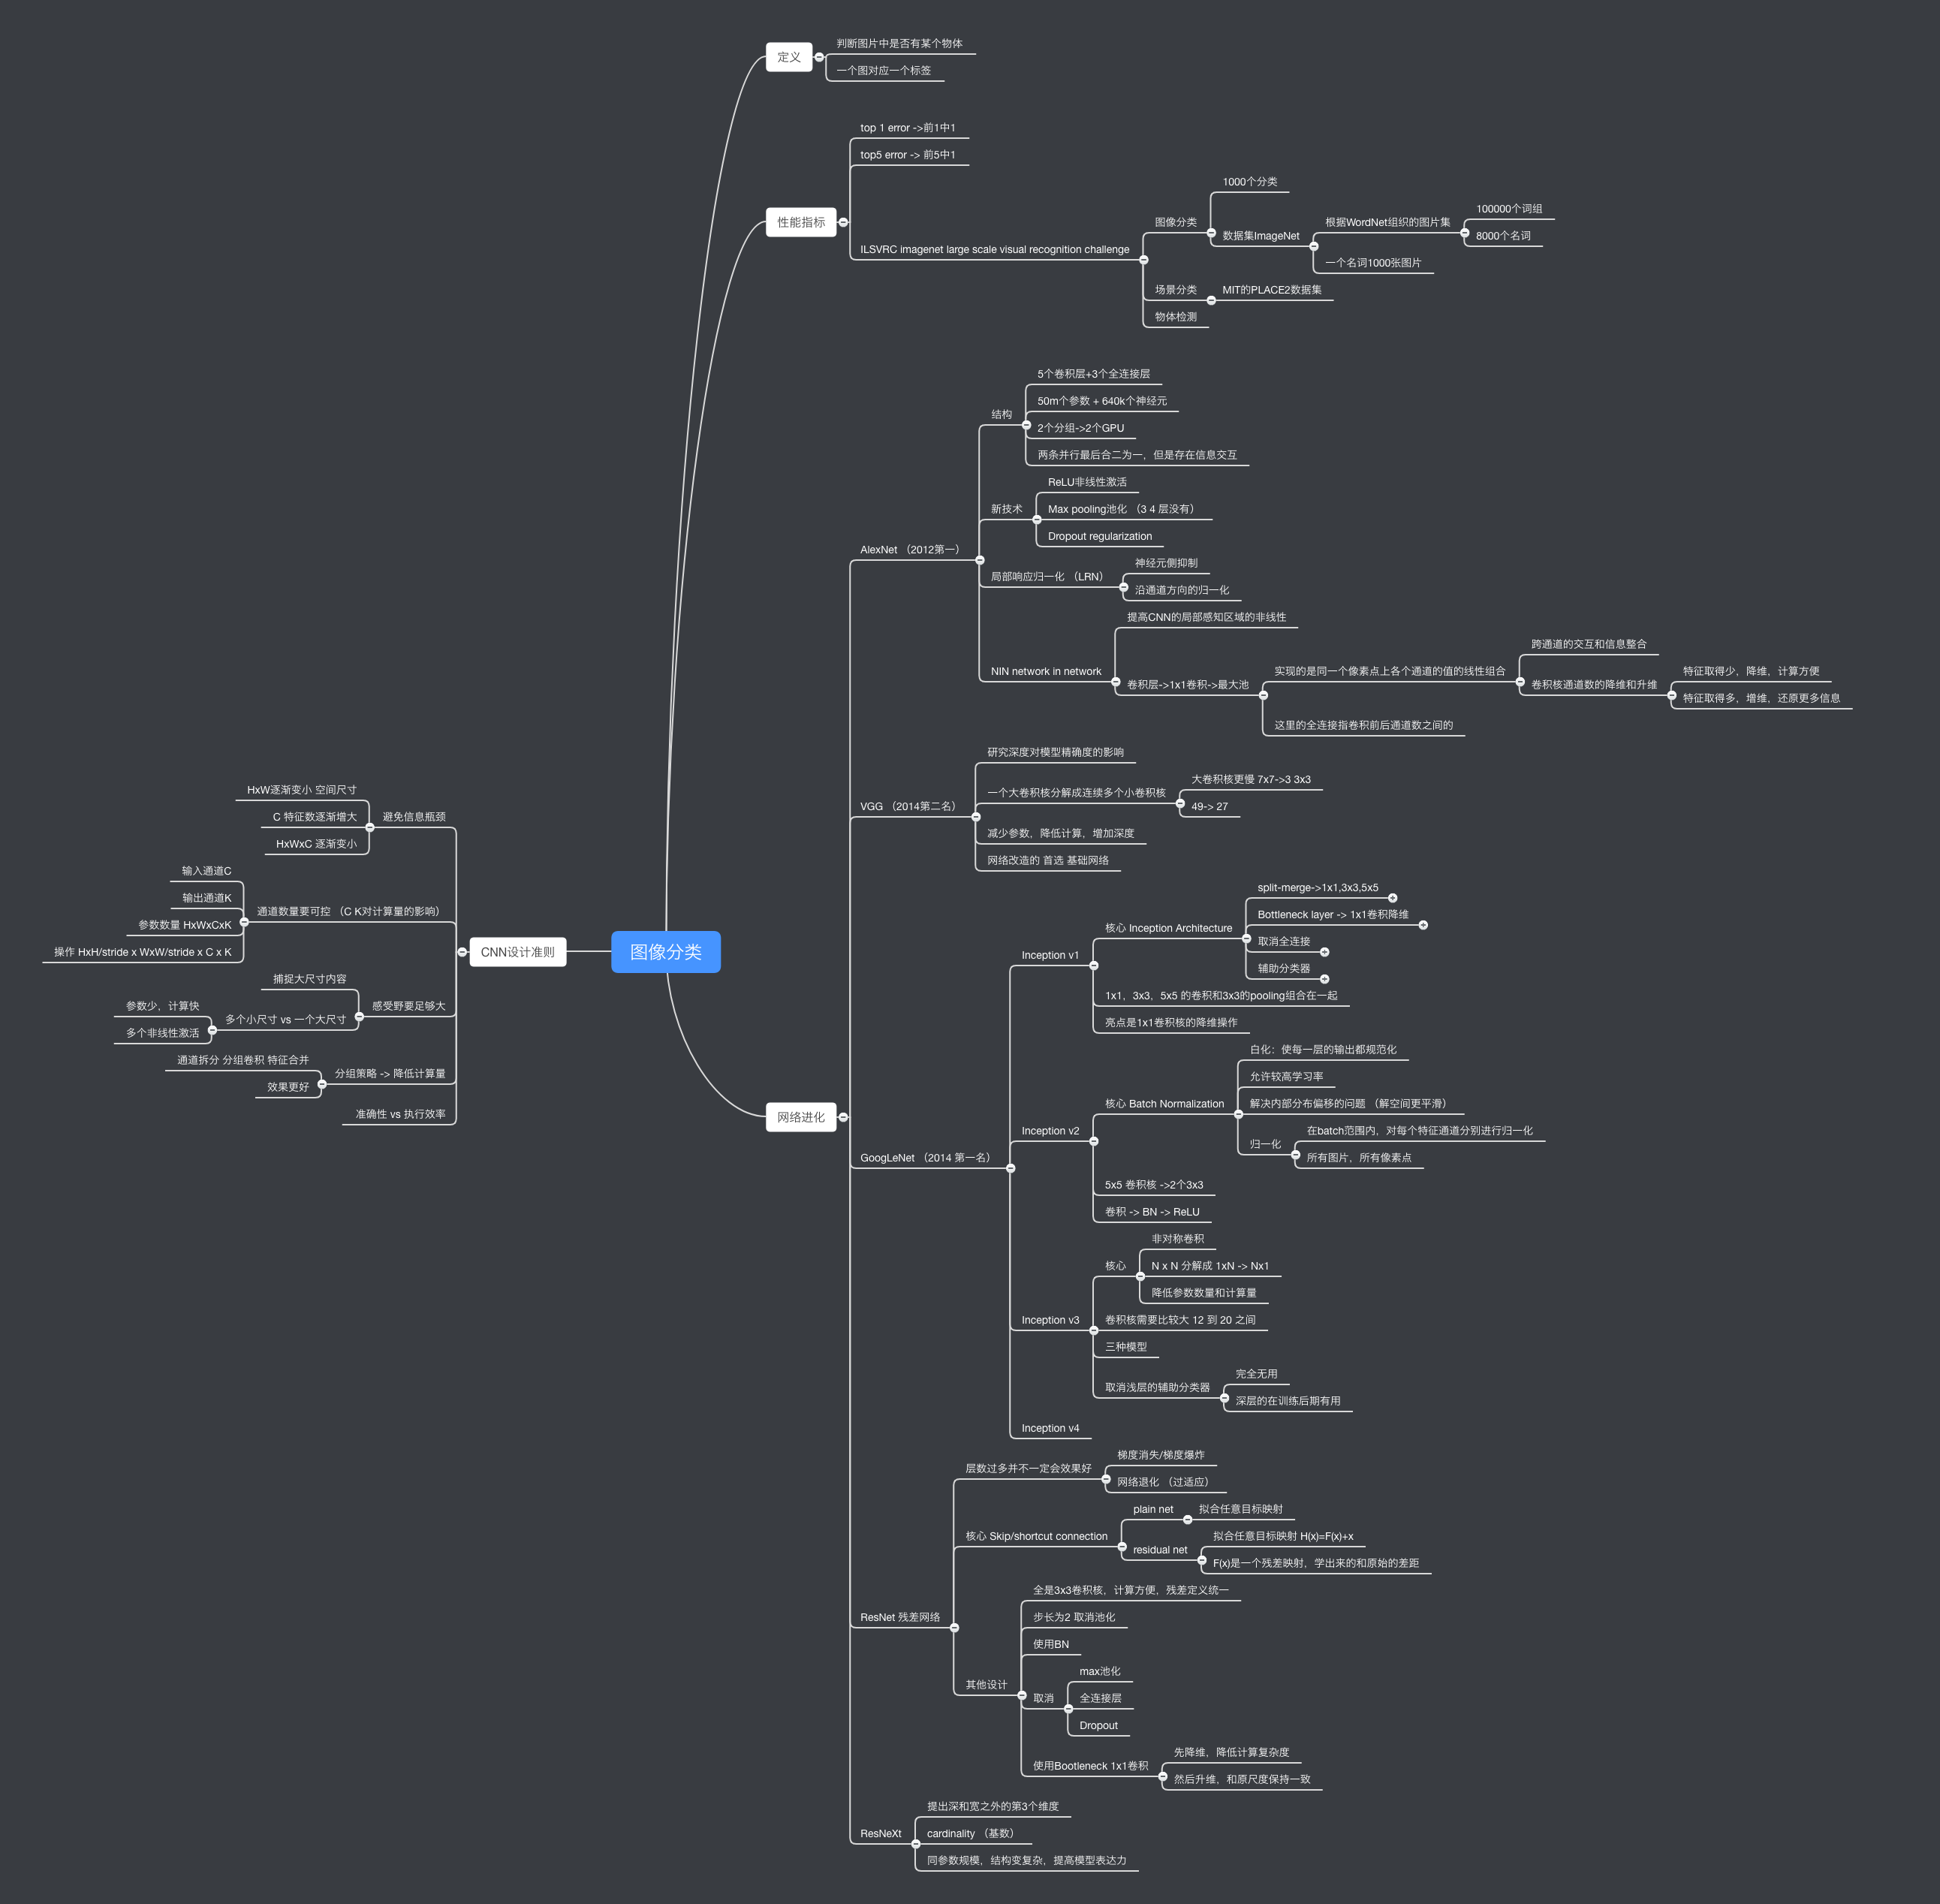 图像分类
定义
判断图片中是否有某个物体
一个图对应一个标签
性能指标
top 1 error ->前1中1
top5 error -> 前5中1
ILSVRC imagenet large scale visual recognition challenge
图像分类
1000个分类
数据集ImageNet
根据WordNet组织的图片集
100000个词组
8000个名词
一个名词1000张图片
场景分类
MIT的PLACE2数据集
物体检测
网络进化
AlexNet （2012第一）
结构
5个卷积层+3个全连接层
50m个参数 + 640k个神经元
2个分组->2个GPU
两条并行最后合二为一，但是存在信息交互
新技术
ReLU非线性激活
Max pooling池化 （3 4 层没有）
Dropout regularization
局部响应归一化 （LRN）
神经元侧抑制
沿通道方向的归一化
NIN network in network
提高CNN的局部感知区域的非线性
卷积层->1x1卷积->最大池
实现的是同一个像素点上各个通道的值的线性组合
跨通道的交互和信息整合
卷积核通道数的降维和升维
特征取得少，降维，计算方便
特征取得多，增维，还原更多信息
这里的全连接指卷积前后通道数之间的
VGG （2014第二名）
研究深度对模型精确度的影响
一个大卷积核分解成连续多个小卷积核
大卷积核更慢 7x7->3 3x3
49-> 27
减少参数，降低计算，增加深度
网络改造的 首选 基础网络
GoogLeNet （2014 第一名）
Inception v1
核心 Inception Architecture
split-merge->1x1,3x3,5x5
Bottleneck layer -> 1x1卷积降维
取消全连接
辅助分类器
1x1，3x3，5x5 的卷积和3x3的pooling组合在一起
亮点是1x1卷积核的降维操作
Inception v2
核心 Batch Normalization
白化：使每一层的输出都规范化
允许较高学习率
解决内部分布偏移的问题 （解空间更平滑）
归一化
在batch范围内，对每个特征通道分别进行归一化
所有图片，所有像素点
5x5 卷积核 ->2个3x3
卷积 -> BN -> ReLU
Inception v3
核心
非对称卷积
N x N 分解成 1xN -> Nx1
降低参数数量和计算量
卷积核需要比较大 12 到 20 之间
三种模型
取消浅层的辅助分类器
完全无用
深层的在训练后期有用
Inception v4
ResNet 残差网络
层数过多并不一定会效果好
梯度消失/梯度爆炸
网络退化 （过适应）
核心 Skip/shortcut connection
plain net
拟合任意目标映射
residual net
拟合任意目标映射 H(x)=F(x)+x
F(x)是一个残差映射，学出来的和原始的差距
其他设计
全是3x3卷积核，计算方便，残差定义统一
步长为2 取消池化
使用BN
取消
max池化
全连接层
Dropout
使用Bootleneck 1x1卷积
先降维，降低计算复杂度
然后升维，和原尺度保持一致
ResNeXt
提出深和宽之外的第3个维度
cardinality （基数）
同参数规模，结构变复杂，提高模型表达力
CNN设计准则
避免信息瓶颈
HxW逐渐变小 空间尺寸
C 特征数逐渐增大
HxWxC 逐渐变小
通道数量要可控 （C K对计算量的影响）
输入通道C
输出通道K
参数数量 HxWxCxK
操作 HxH/stride x WxW/stride x C x K
感受野要足够大
捕捉大尺寸内容
多个小尺寸 vs 一个大尺寸
参数少，计算快
多个非线性激活
分组策略 -> 降低计算量
通道拆分 分组卷积 特征合并
效果更好
准确性 vs 执行效率